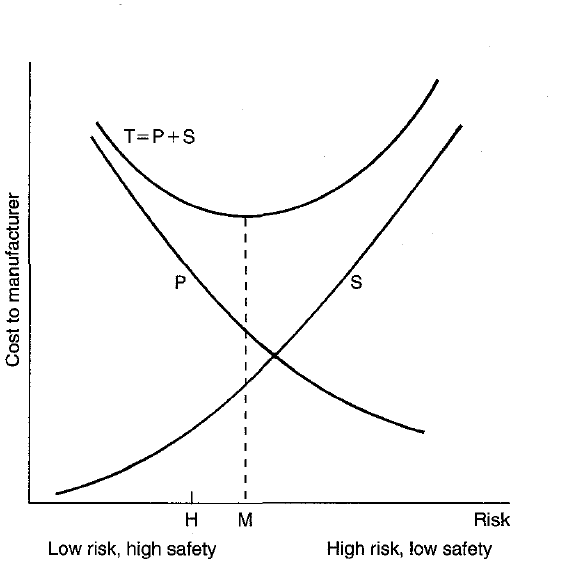 T=P+S
Cost to manufacturer
P
S
H
M
Risk
Low risk, high safety
High risk, low safety